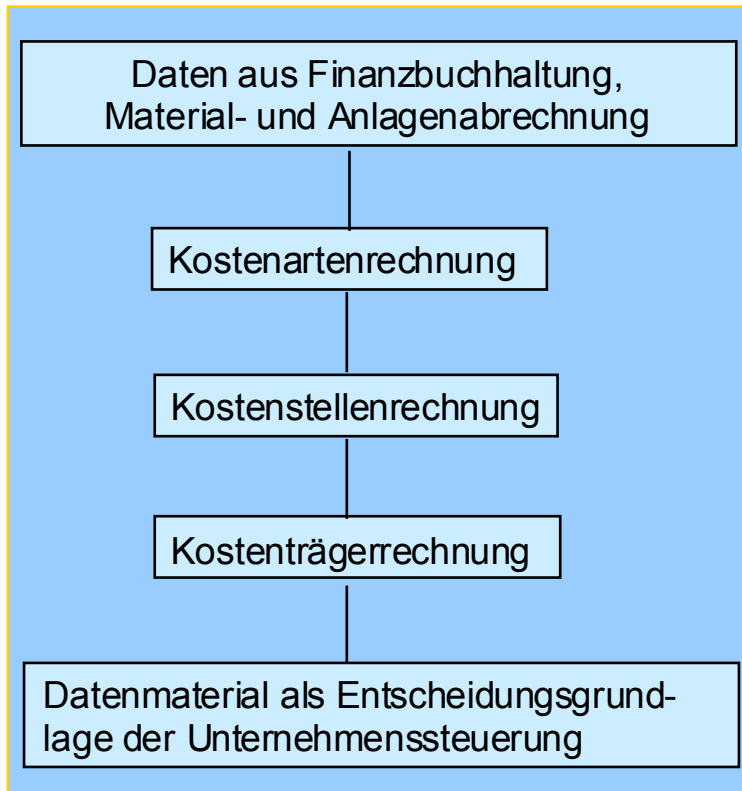 Daten aus Finanzbuchhaltung,
Material- und Anlagenabrechnung
Kostenartenrechnung
Kostenstellenrechnung
Kostenträgerrechnung
Datenmaterial als Entscheidungsgrund-
lage der Unternehmenssteuerung